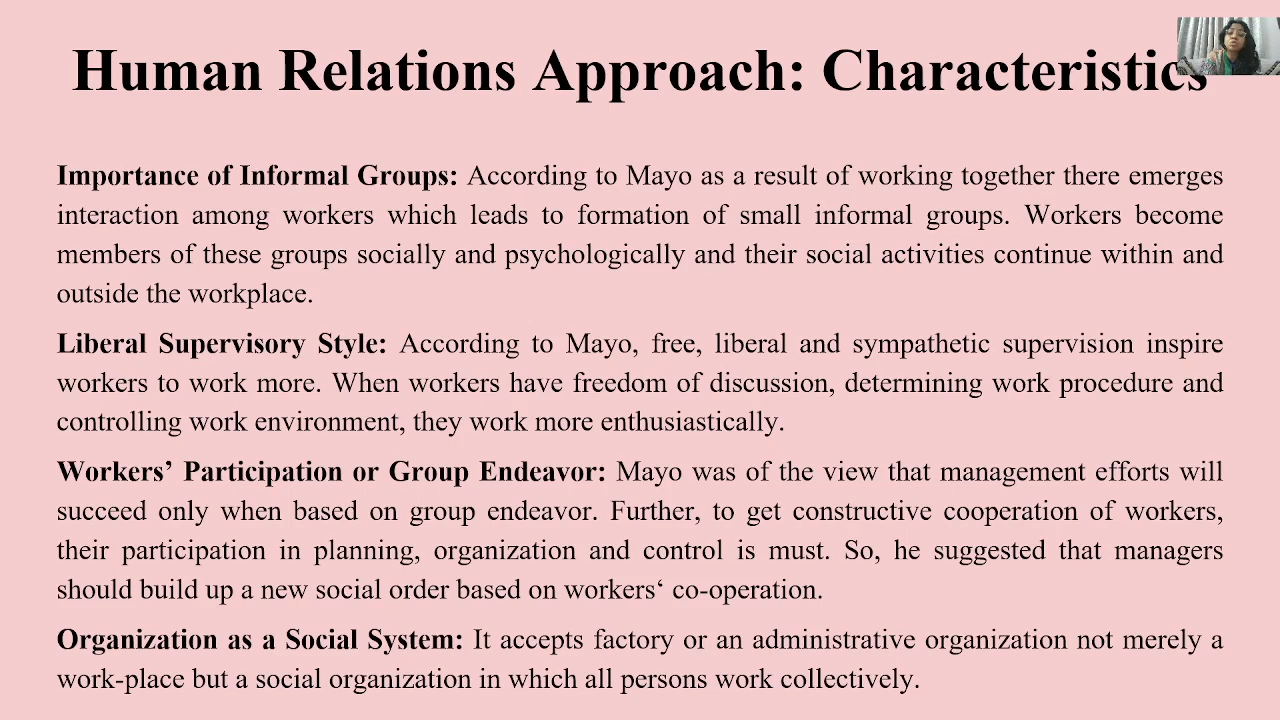 Human Relations Approach: Characteristics
Importance of Informal Groups: According to Mayo as a result of working together there emerges
interaction among workers which leads to formation of small informal groups. Workers become
members of these groups socially and psychologically and their social activities continue within and
outside the workplace.
Liberal Supervisory Style: According to Mayo, free, liberal and sympathetic supervision inspire
workers to work more. When workers have freedom of discussion, determining work procedure and
controlling work environment, they work more enthusiastically.
Workers’ Participation or Group Endeavor: Mayo was of the view that management efforts will
succeed only when based on group endeavor. Further, to get constructive cooperation of workers,
their participation in planning, organization and control is must. So, he suggested that managers
should build up a new social order based on workers‘ co-operation.
Organization as a Social System: It accepts factory or an administrative organization not merely a
work-place but a social organization in which all persons work collectively.